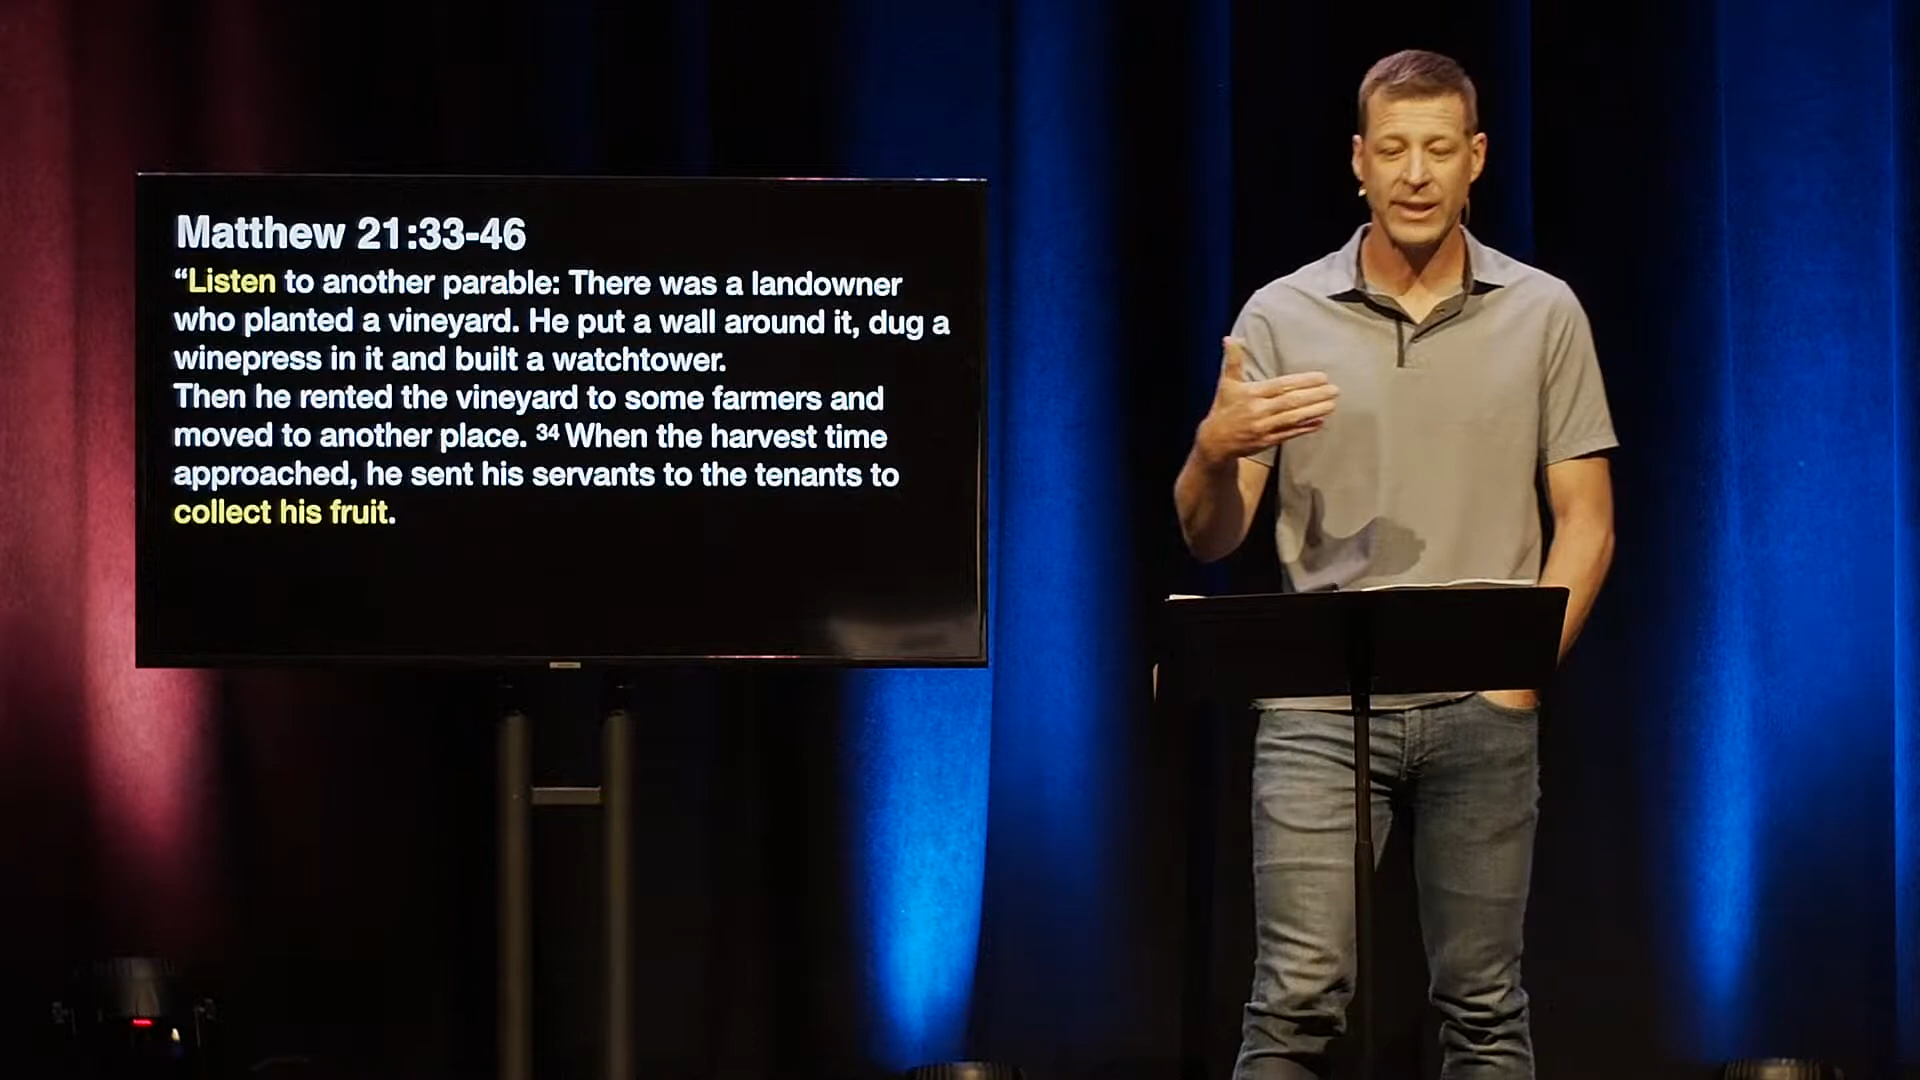 Matthew 21:33-46
“Listen to another parable: There was a landowner
who planted a vineyard. He put a wall around it, dug a
winepress in it and built a watchtower.
Then he rented the vineyard to some farmers and
moved to another place. ³⁴ When the harvest time
approached, he sent his servants to the tenants to
collect his fruit.